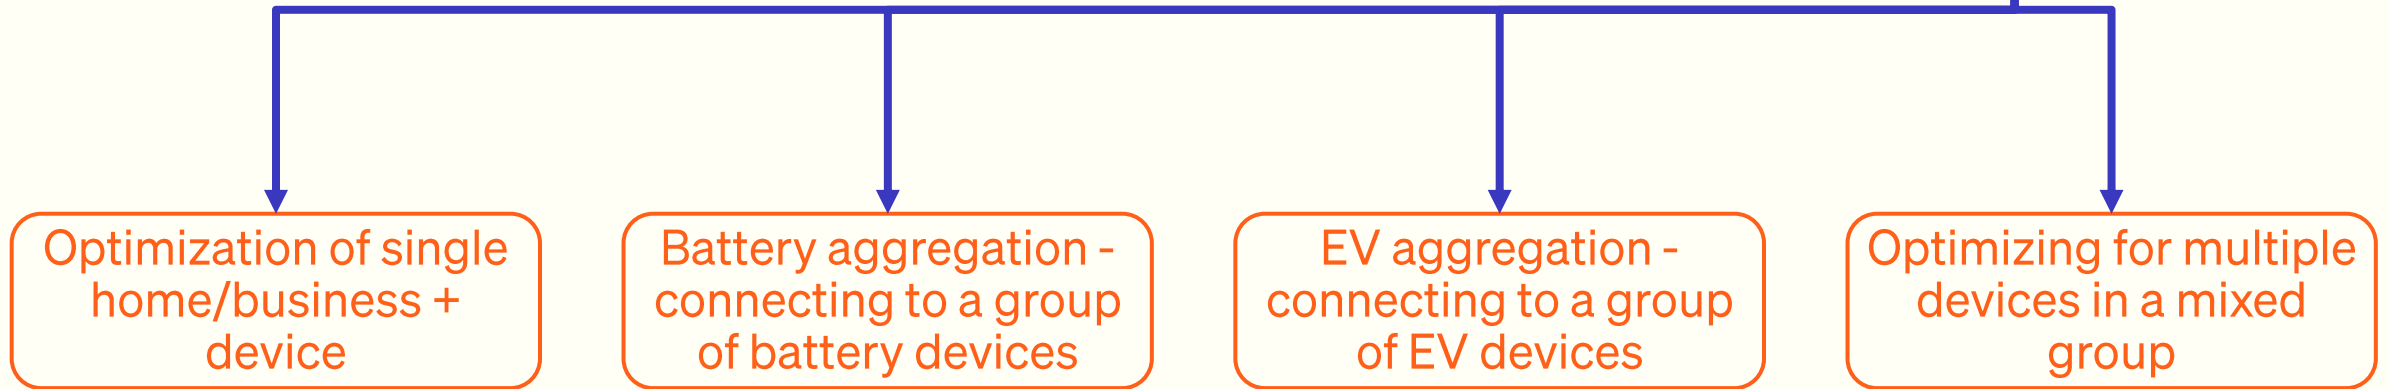 Optimization of single
home/business +
device
Battery aggregation -
connecting to a group
of battery devices
EV aggregation -
connecting to a group
of EV devices
Optimizing for multiple
devices in a mixed
group